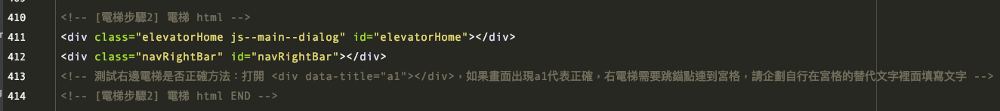 410 <!-- [電梯步驟2] 電梯 html -->
411 <div class="elevatorHome js--main--dialog" id="elevatorHome"></div>
412 <div class="navRightBar" id="navRightBar"></div>
413 <!-- 測試右邊電梯是否正確方法：打開 <div data-title="a1"></div>，如果畫面出現a1代表正確，右電梯需要跳錨點連到宮格，請企劃自行在宮格的替代文字裡面填寫文字 -->
414 <!-- [電梯步驟2] 電梯 html END -->